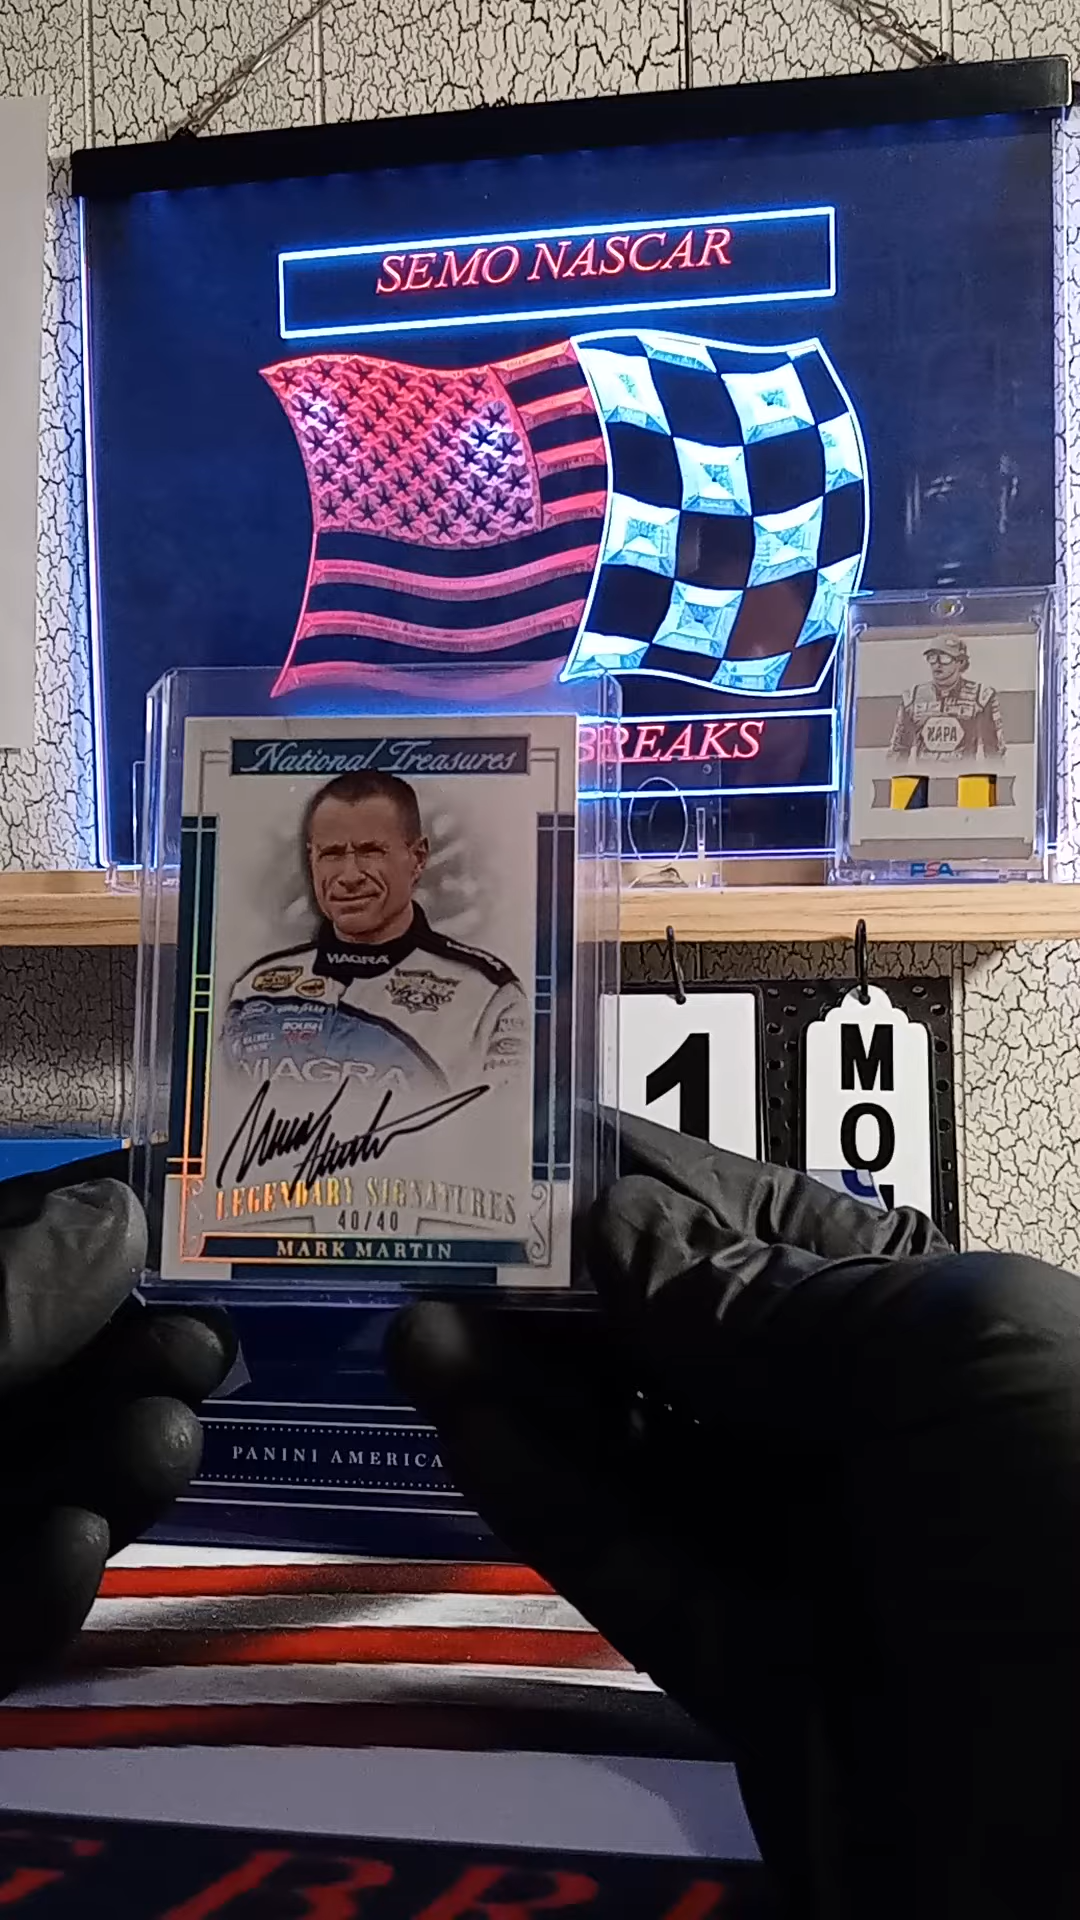 SEMO NASCAR
BREAKS
NAPA
PSA
National Treasures
VIAGRA
VIAGRA
LEGENDARY SIGNATURES
40/40
MARK MARTIN
1
MO
PANINI AMERICA